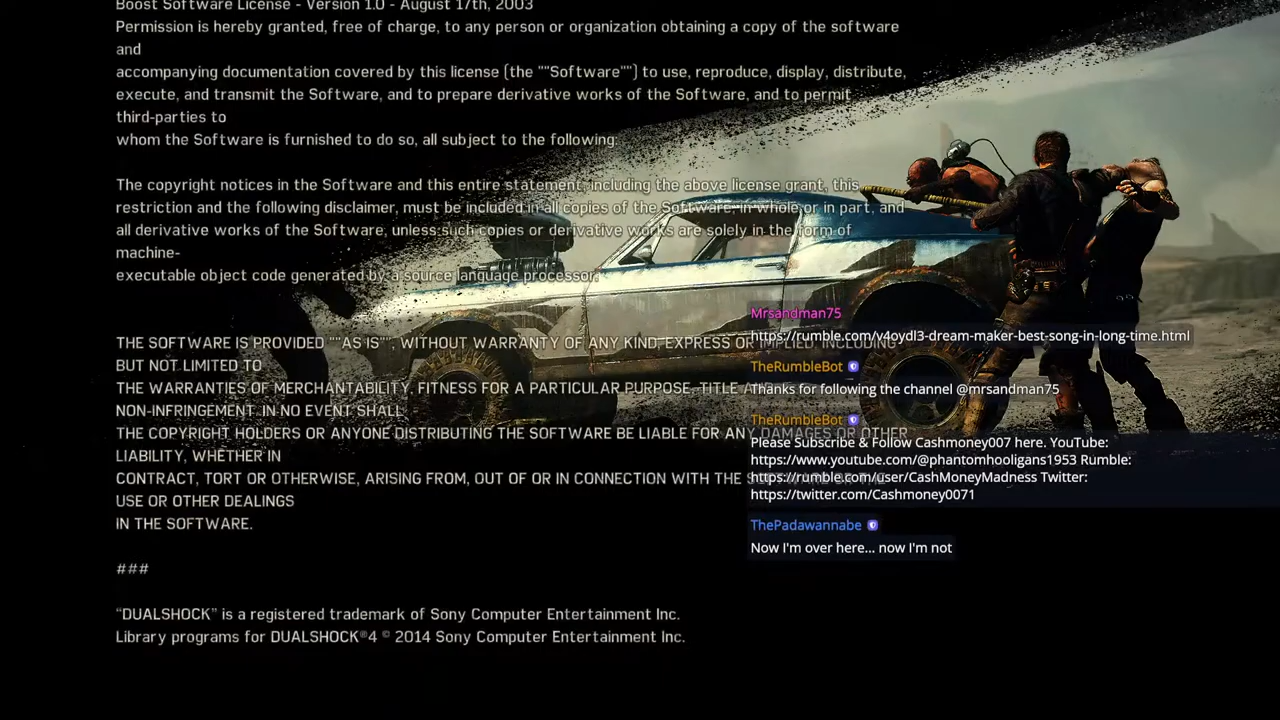 Boost Software License - Version 1.0 - August 17th, 2003
Permission is hereby granted, free of charge, to any person or organization obtaining a copy of the software
and
accompanying documentation covered by this license (the ""Software"") to use, reproduce, display, distribute,
execute, and transmit the Software, and to prepare derivative works of the Software, and to permit
third-parties to
whom the Software is furnished to do so, all subject to the following:
The copyright notices in the Software and this entire statement, including the above license grant, this
restriction and the following disclaimer, must be included in all copies of the Software, in whole or in part, and
all derivative works of the Software, unless such copies or derivative works are solely in the form of
machine-
executable object code generated by a source language processor.
THE SOFTWARE IS PROVIDED ""AS IS"", WITHOUT WARRANTY OF ANY KIND, EXPRESS OR IMPLIED, INCLUDING
BUT NOT LIMITED TO
THE WARRANTIES OF MERCHANTABILITY, FITNESS FOR A PARTICULAR PURPOSE, TITLE AND
NON-INFRINGEMENT. IN NO EVENT SHALL
THE COPYRIGHT HOLDERS OR ANYONE DISTRIBUTING THE SOFTWARE BE LIABLE FOR ANY DAMAGES OR OTHER
LIABILITY, WHETHER IN
CONTRACT, TORT OR OTHERWISE, ARISING FROM, OUT OF OR IN CONNECTION WITH THE SOFTWARE OR THE
USE OR OTHER DEALINGS
IN THE SOFTWARE.
###
“DUALSHOCK” is a registered trademark of Sony Computer Entertainment Inc.
Library programs for DUALSHOCK®4 © 2014 Sony Computer Entertainment Inc.
Mrsandman75
https://rumble.com/v4oydl3-dream-maker-best-song-in-long-time.html
TheRumbleBot
Thanks for following the channel @mrsandman75
TheRumbleBot
Please Subscribe & Follow Cashmoney007 here. YouTube:
https://www.youtube.com/@phantomhooligans1953 Rumble:
https://rumble.com/user/CashMoneyMadness Twitter:
https://twitter.com/Cashmoney0071
ThePadawannabe
Now I'm over here... now I'm not